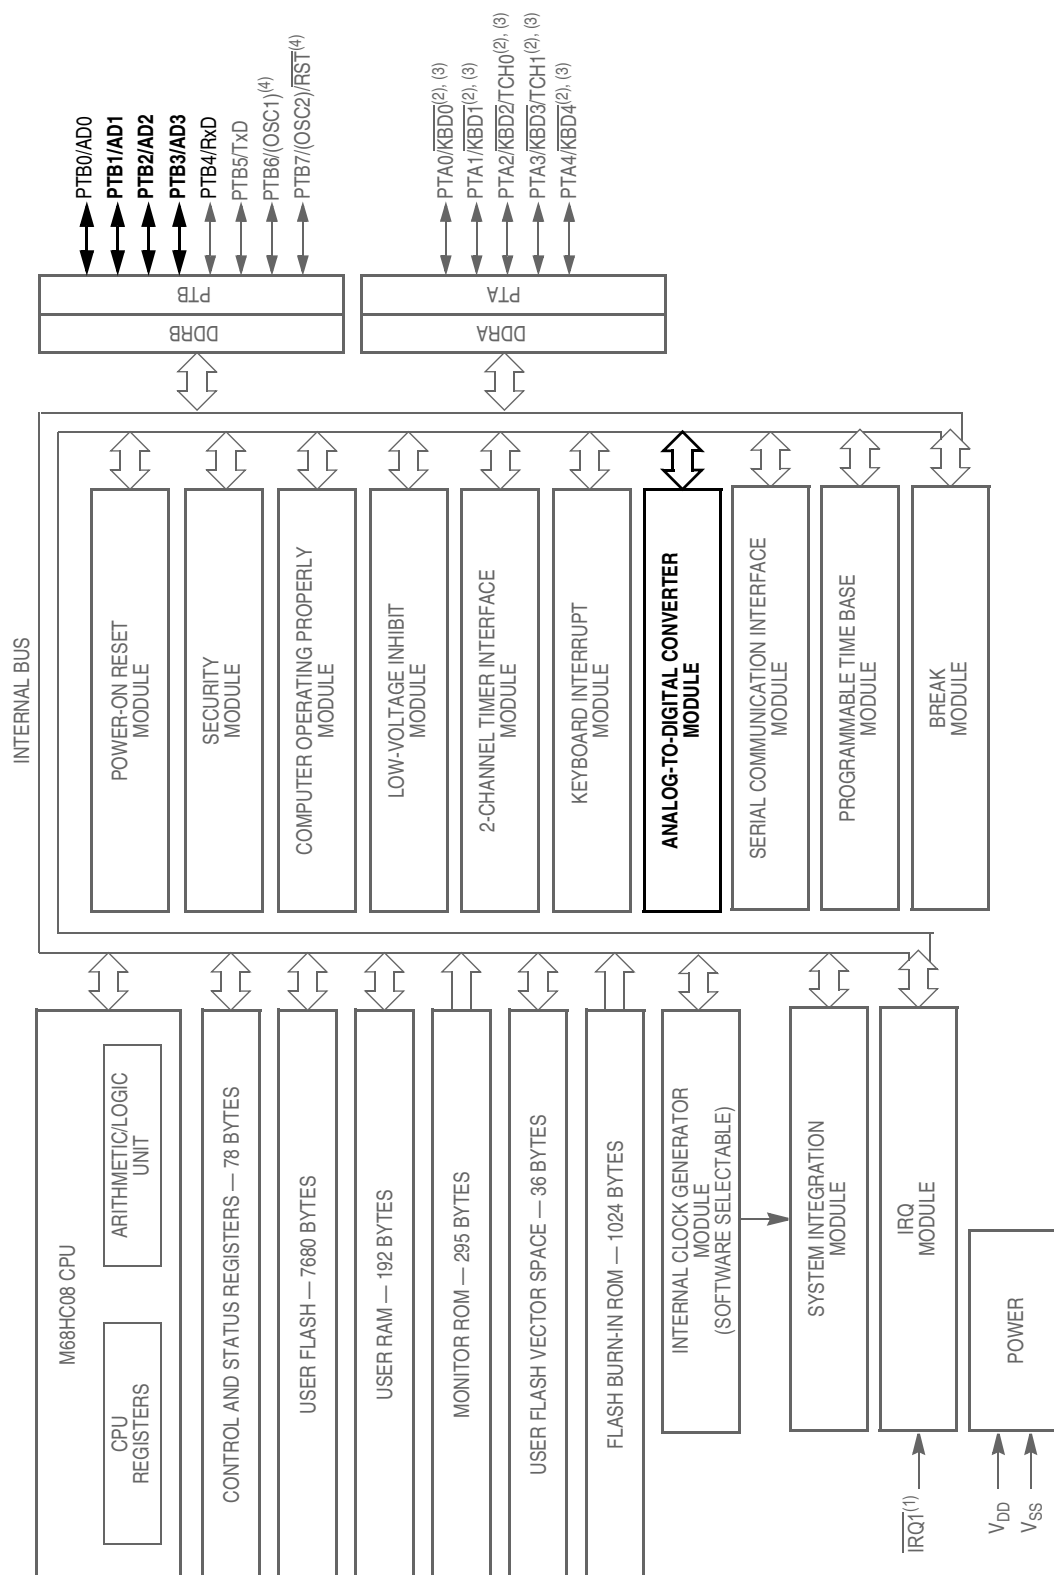 INTERNAL BUS
M68HC08 CPU
CPU
REGISTERS
ARITHMETIC/LOGIC
UNIT
CONTROL AND STATUS REGISTERS — 78 BYTES
USER FLASH — 7680 BYTES
USER RAM — 192 BYTES
MONITOR ROM — 295 BYTES
USER FLASH VECTOR SPACE — 36 BYTES
FLASH BURN-IN ROM — 1024 BYTES
INTERNAL CLOCK GENERATOR
MODULE
(SOFTWARE SELECTABLE)
SYSTEM INTEGRATION
MODULE
IRQ
MODULE
POWER
IRQ1(1)
VDD
VSS
POWER-ON RESET
MODULE
SECURITY
MODULE
COMPUTER OPERATING PROPERLY
MODULE
LOW-VOLTAGE INHIBIT
MODULE
2-CHANNEL TIMER INTERFACE
MODULE
KEYBOARD INTERRUPT
MODULE
ANALOG-TO-DIGITAL CONVERTER
MODULE
SERIAL COMMUNICATION INTERFACE
MODULE
PROGRAMMABLE TIME BASE
MODULE
BREAK
MODULE
DDRB
PTB
DDRA
PTA
PTB0/AD0
PTB1/AD1
PTB2/AD2
PTB3/AD3
PTB4/RxD
PTB5/TxD
PTB6/(OSC1)(4)
PTB7/(OSC2)/RST(4)
PTA0/KBD0(2), (3)
PTA1/KBD1(2), (3)
PTA2/KBD2/TCH0(2), (3)
PTA3/KBD3/TCH1(2), (3)
PTA4/KBD4(2), (3)